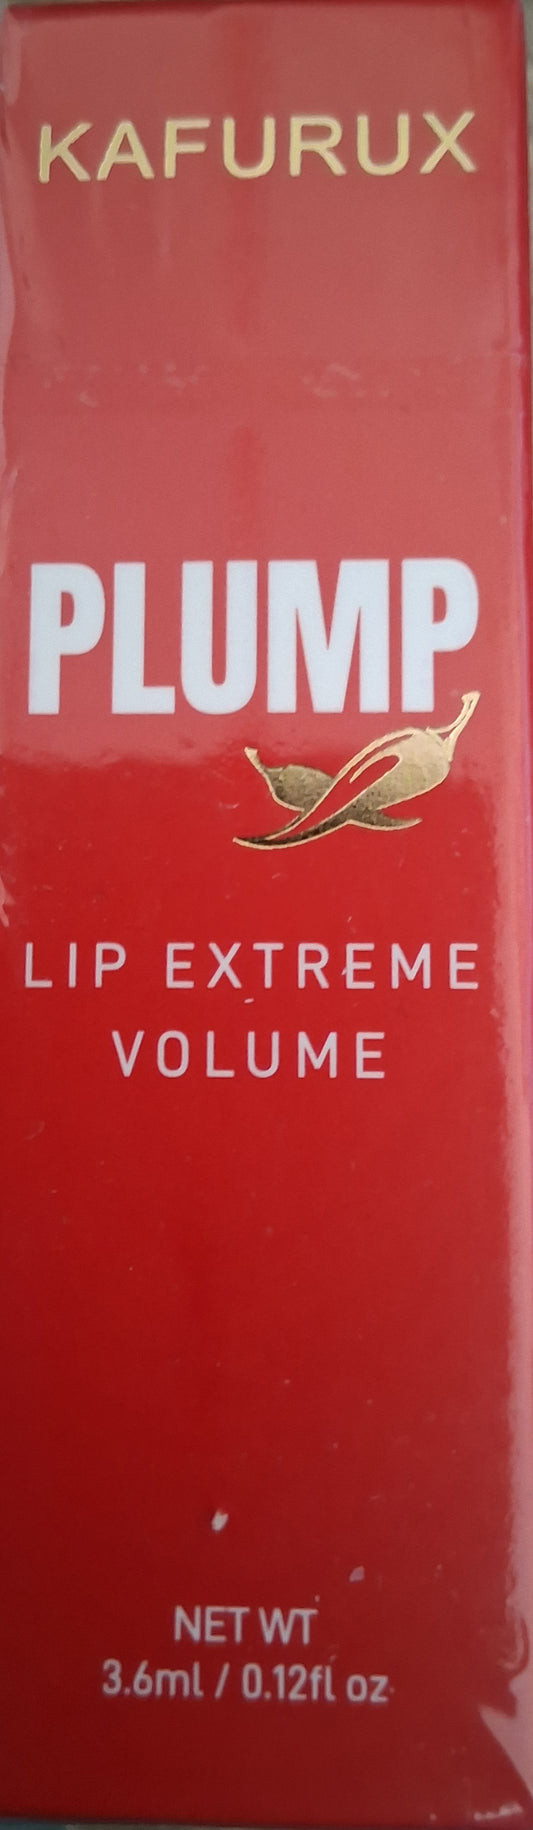 KAFURUX
PLUMP
LIP EXTREME
VOLUME
NET WT
3.6ml / 0.12fl oz